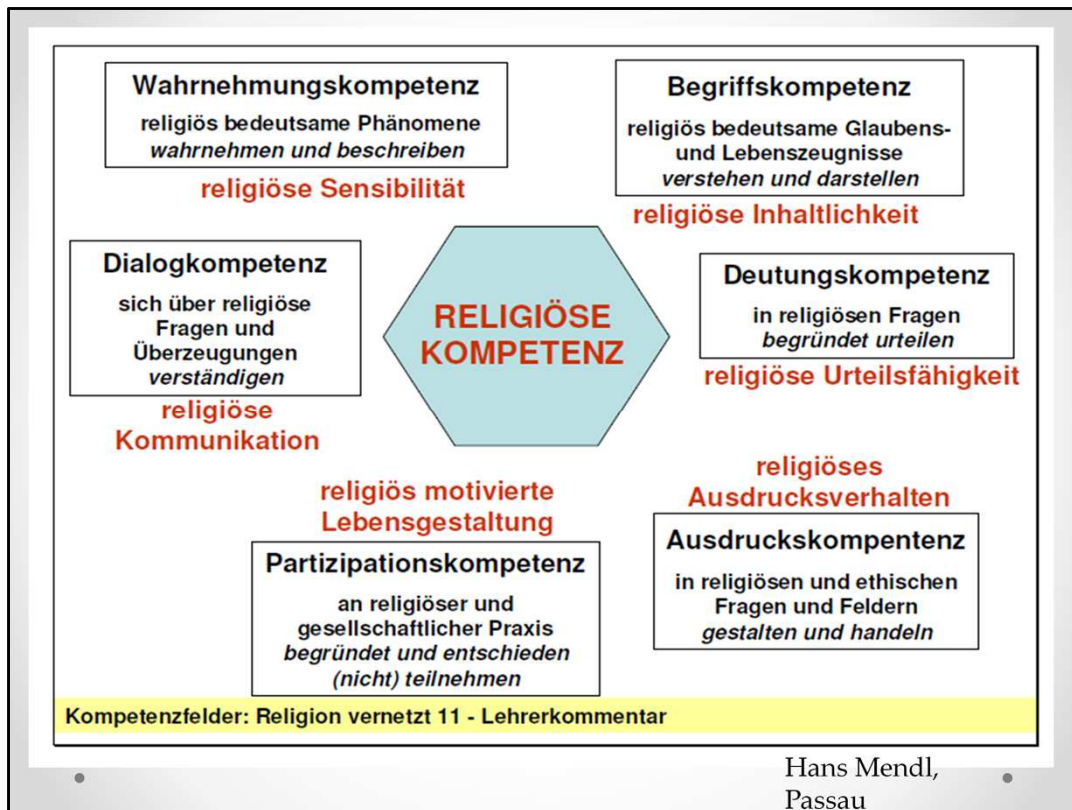 Wahrnehmungskompetenz
religiös bedeutsame Phänomene
wahrnehmen und beschreiben
religiöse Sensibilität
Begriffskompetenz
religiös bedeutsame Glaubens-
und Lebenszeugnisse
verstehen und darstellen
religiöse Inhaltlichkeit
Dialogkompetenz
sich über religiöse
Fragen und
Überzeugungen
verständigen
religiöse
Kommunikation
RELIGIÖSE
KOMPETENZ
Deutungskompetenz
in religiösen Fragen
begründet urteilen
religiöse Urteilsfähigkeit
religiös motivierte
Lebensgestaltung
Partizipationskompetenz
an religiöser und
gesellschaftlicher Praxis
begründet und entschieden
(nicht) teilnehmen
religiöses
Ausdrucksverhalten
Ausdruckskompentenz
in religiösen und ethischen
Fragen und Feldern
gestalten und handeln
Kompetenzfelder: Religion vernetzt 11 - Lehrerkommentar
Hans Mendl,
Passau